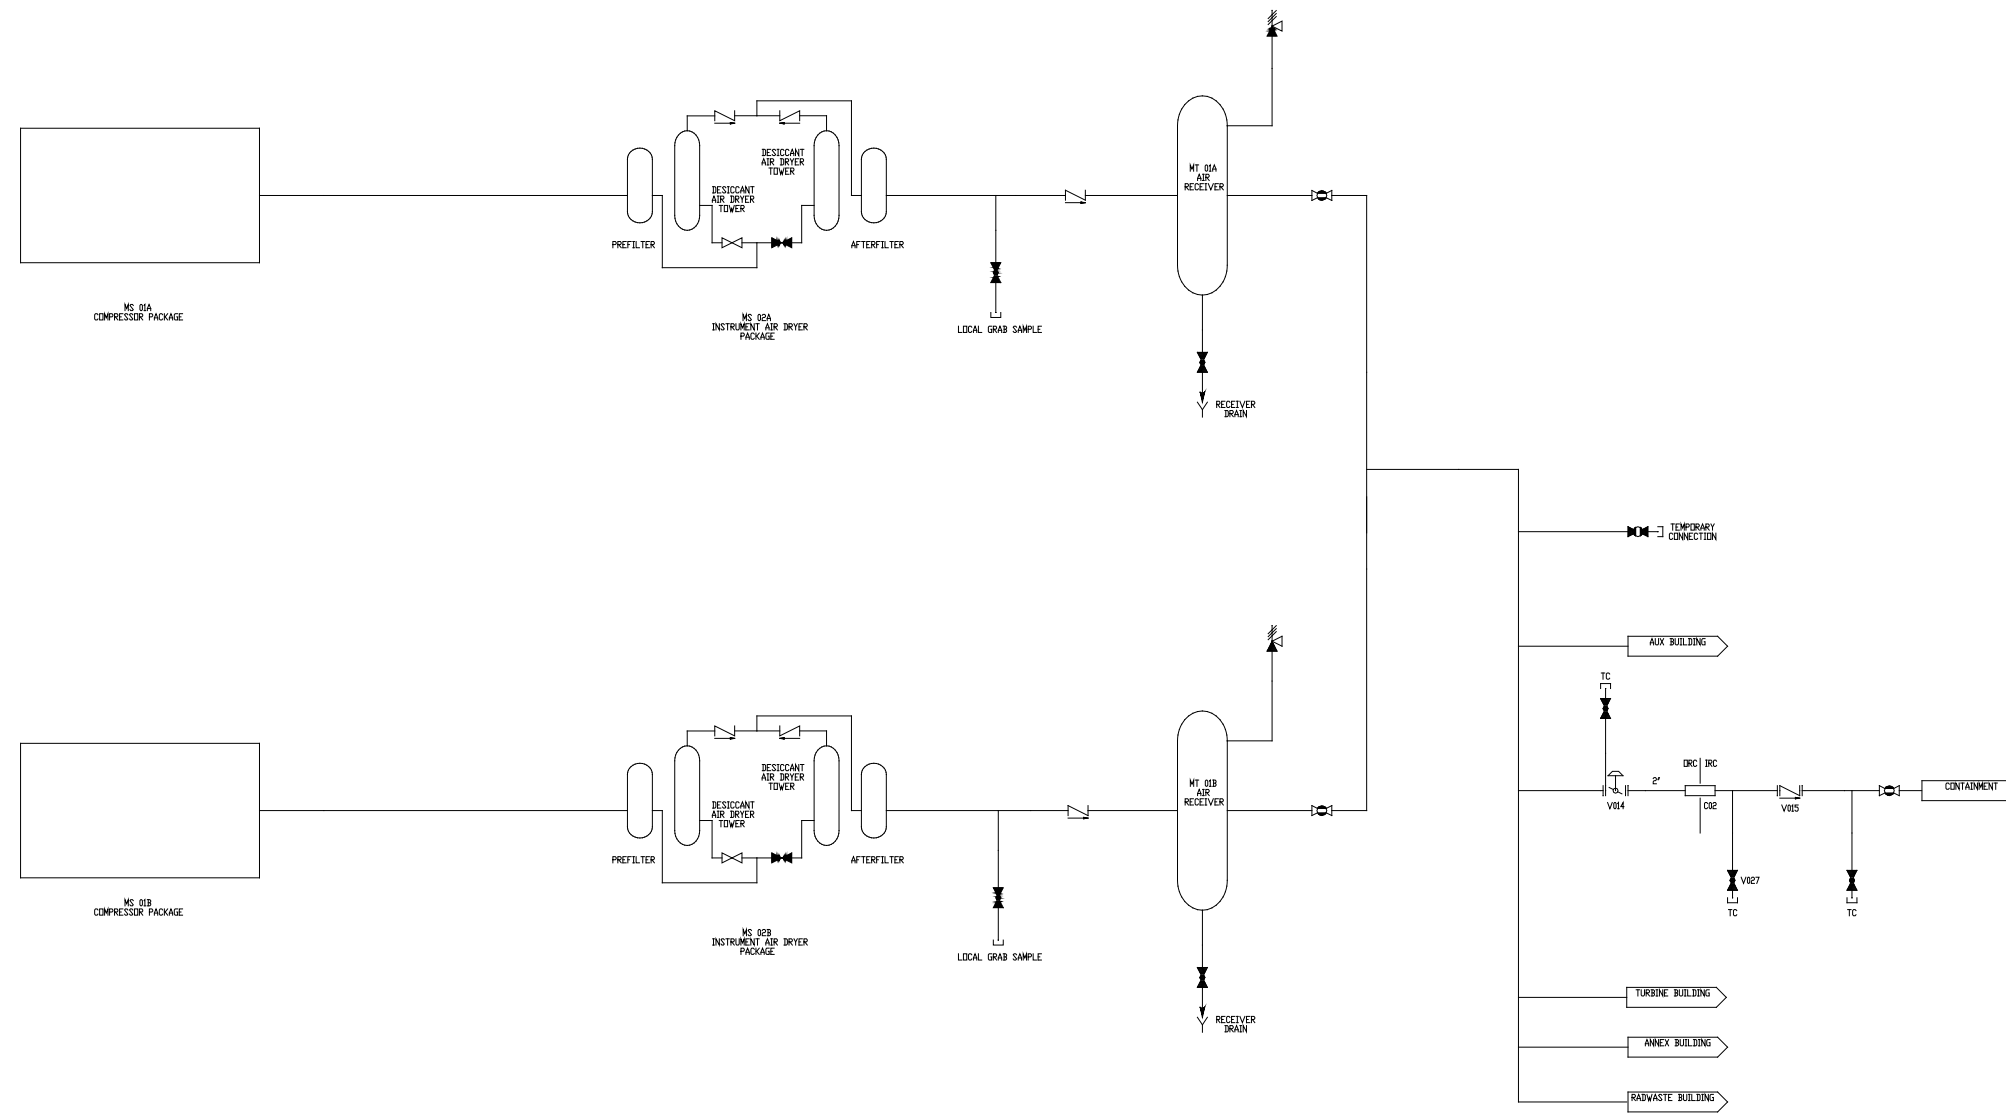 DESICCANT
AIR DRYER
TOWER
MT 01A
AIR
RECEIVER
DESICCANT
AIR DRYER
TOWER
PREFILTER
AFTERFILTER
MS 01A
COMPRESSOR PACKAGE
MS 02A
INSTRUMENT AIR DRYER
PACKAGE
LOCAL GRAB SAMPLE
RECEIVER
DRAIN
TEMPORARY
CONNECTION
AUX BUILDING
TC
DESICCANT
AIR DRYER
TOWER
MT 01B
AIR
RECEIVER
DESICCANT
AIR DRYER
TOWER
ORC IRC
2"
CONTAINMENT
V014
C02
V015
PREFILTER
AFTERFILTER
V027
MS 01B
COMPRESSOR PACKAGE
TC
TC
MS 02B
INSTRUMENT AIR DRYER
PACKAGE
LOCAL GRAB SAMPLE
TURBINE BUILDING
RECEIVER
DRAIN
ANNEX BUILDING
RADWASTE BUILDING